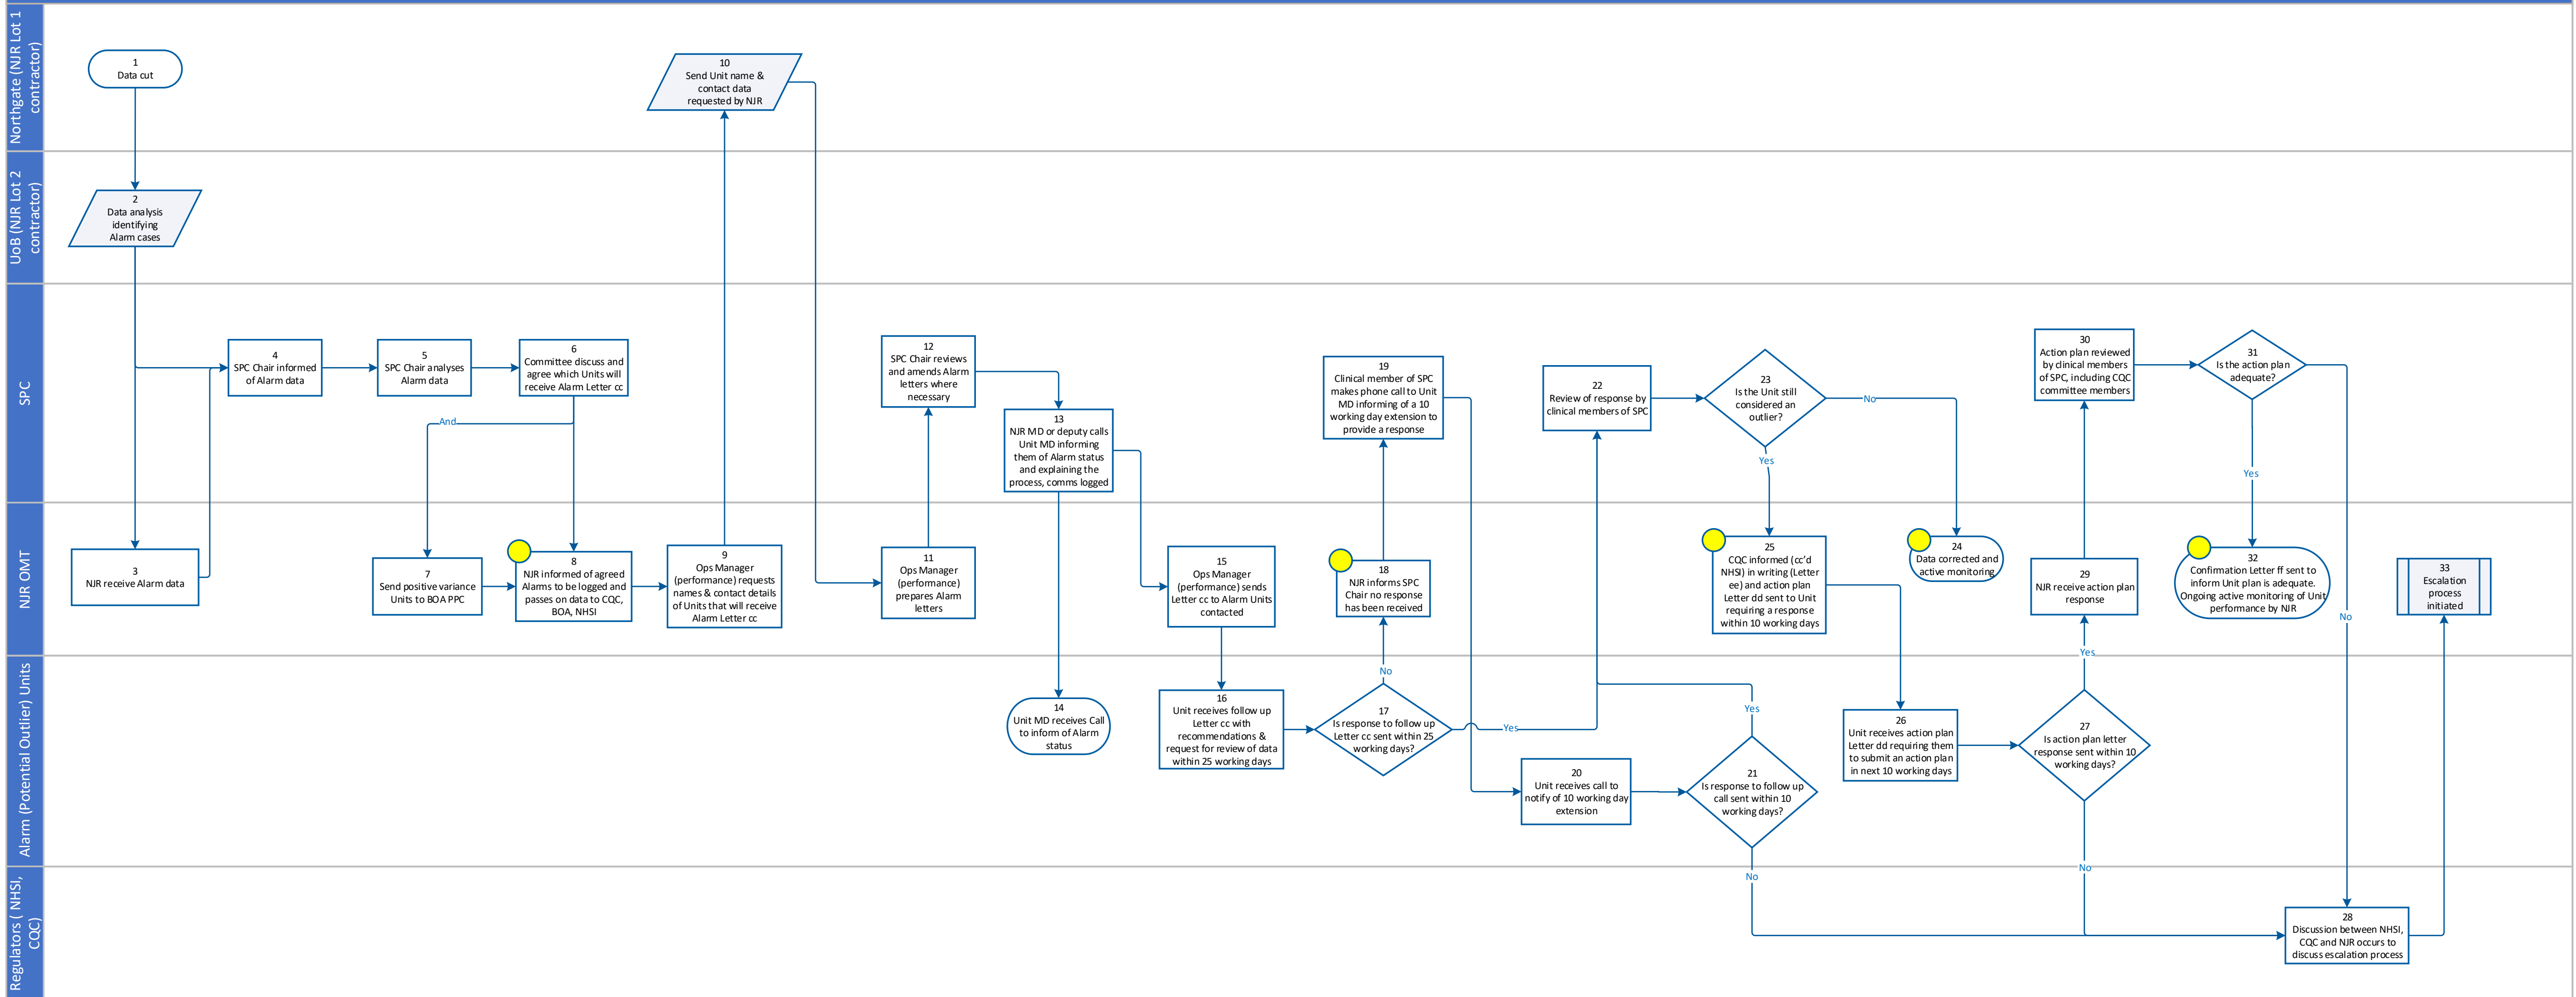 Northgate (NJR Lot 1
contractor)
1
Data cut
10
Send Unit name &
contact data
requested by NJR
UoB (NJR Lot 2
contractor)
2
Data analysis
identifying
Alarm cases
SPC
4
SPC Chair informed
of Alarm data
5
SPC Chair analyses
Alarm data
6
Committee discuss and
agree which Units will
receive Alarm Letter cc
And
12
SPC Chair reviews
and amends Alarm
letters where
necessary
13
NJR MD or deputy calls
Unit MD informing
them of Alarm status
and explaining the
process, comms logged
19
Clinical member of SPC
makes phone call to Unit
MD informing of a 10
working day extension to
provide a response
22
Review of response by
clinical members of SPC
23
Is the Unit still
considered an
outlier?
No
Yes
30
Action plan reviewed
by clinical members
of SPC, including CQC
committee members
31
Is the action plan
adequate?
Yes
NJR OMT
3
NJR receive Alarm data
7
Send positive variance
Units to BOA PPC
8
NJR informed of agreed
Alarms to be logged and
passes on data to CQC,
BOA, NHSI
9
Ops Manager
(performance) requests
names & contact details
of Units that will receive
Alarm Letter cc
11
Ops Manager
(performance)
prepares Alarm
letters
15
Ops Manager
(performance) sends
Letter cc to Alarm Units
contacted
18
NJR informs SPC
Chair no response
has been received
25
CQC informed (cc'd
NHSI) in writing (Letter
ee) and action plan
Letter dd sent to Unit
requiring a response
within 10 working days
24
Data corrected and
active monitoring
29
NJR receive action plan
response
32
Confirmation Letter ff sent to
inform Unit plan is adequate.
Ongoing active monitoring of Unit
performance by NJR
No
33
Escalation
process
initiated
Alarm (Potential Outlier) Units
14
Unit MD receives Call
to inform of Alarm
status
16
Unit receives follow up
Letter cc with
recommendations &
request for review of data
within 25 working days
No
17
Is response to follow up
Letter cc sent within 25
working days?
Yes
20
Unit receives call to
notify of 10 working day
extension
Yes
21
Is response to follow up
call sent within 10
working days?
26
Unit receives action plan
Letter dd requiring them
to submit an action plan
in next 10 working days
Yes
27
Is action plan letter
response sent within 10
working days?
Regulators ( NHSI,
CQC)
No
No
28
Discussion between NHSI,
CQC and NJR occurs to
discuss escalation process